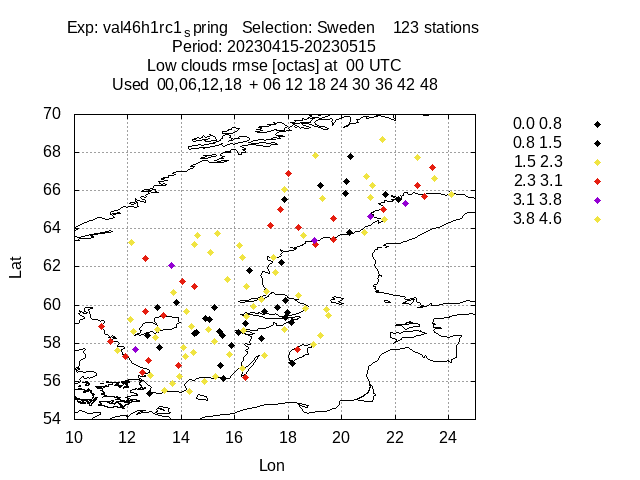 Exp: val46h1rc1spring Selection: Sweden 123 stations
Period: 20230415-20230515
Low clouds rmse [octas] at 00 UTC
Used 00,06,12,18 + 06 12 18 24 30 36 42 48
70
68
66
64
62
60
58
56
54
Lat
10 12 14 16 18 20 22 24
Lon
0.0 0.8
0.8 1.5
1.5 2.3
2.3 3.1
3.1 3.8
3.8 4.6